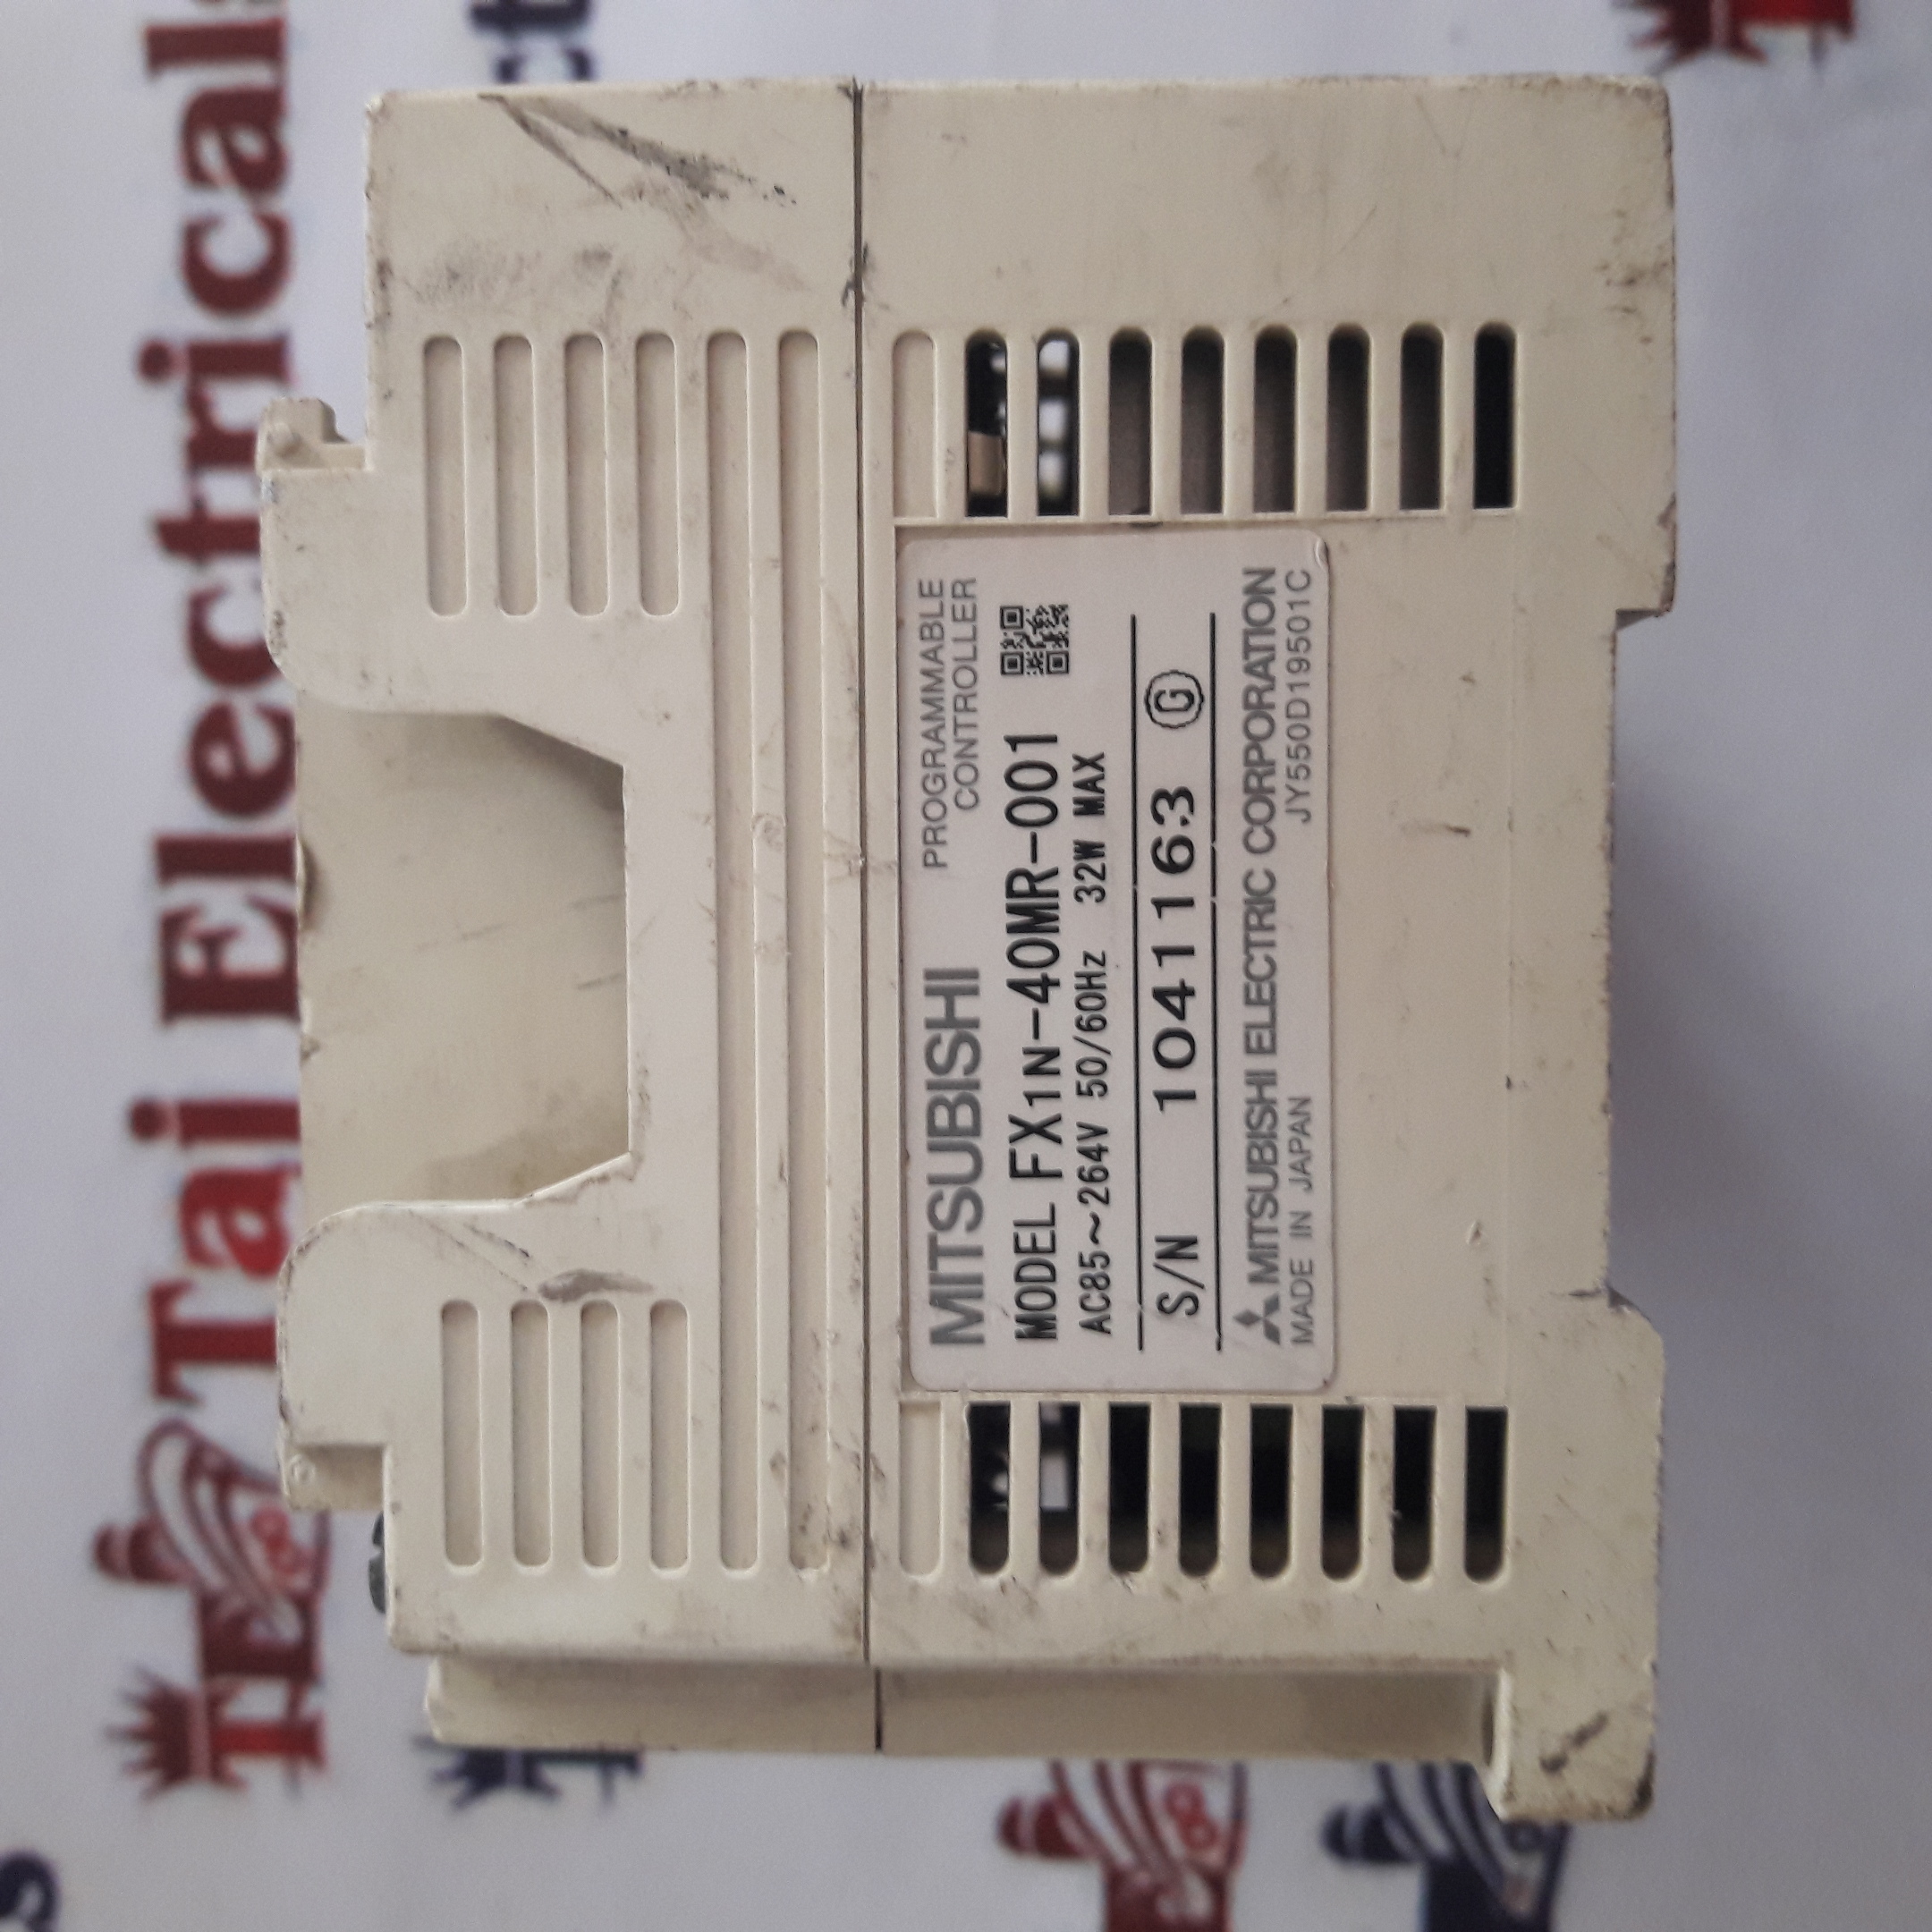 MITSUBISHI
PROGRAMMABLE
CONTROLLER
MODEL FX1N-40MR-001
AC85~264V 50/60Hz 32W MAX
S/N 1041163 G
MITSUBISHI ELECTRIC CORPORATION
MADE IN JAPAN JY550D19501C
Taj Electrical